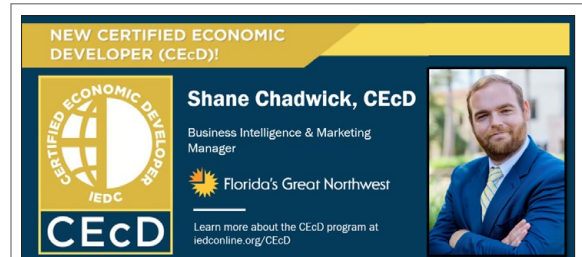 NEW CERTIFIED ECONOMIC
DEVELOPER (CEcD)!
CERTIFIED ECONOMIC DEVELOPER
IEDC
CEcD
Shane Chadwick, CEcD
Business Intelligence & Marketing
Manager
Florida's Great Northwest
Learn more about the CEcD program at
iedconline.org/CEcD